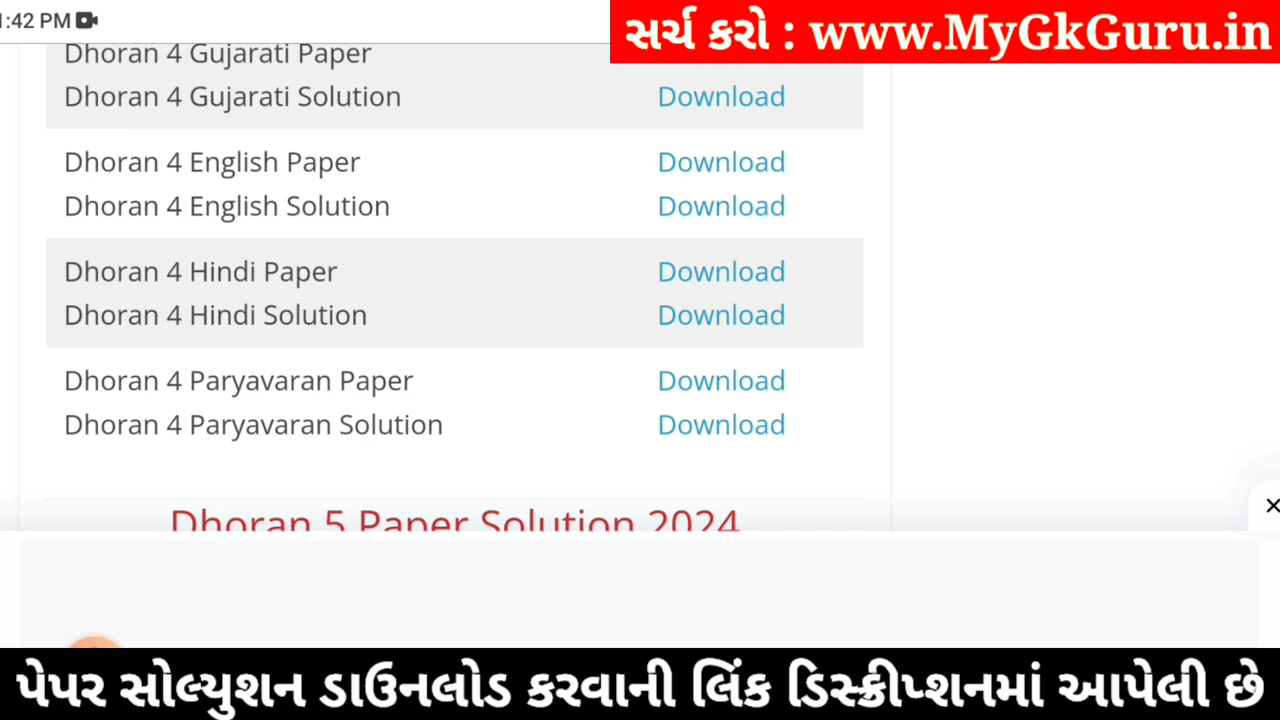 1:42 PM
સર્ચ કરો : www.MyGkGuru.in
Dhoran 4 Gujarati Paper
Dhoran 4 Gujarati Solution Download
Dhoran 4 English Paper Download
Dhoran 4 English Solution Download
Dhoran 4 Hindi Paper Download
Dhoran 4 Hindi Solution Download
Dhoran 4 Paryavaran Paper Download
Dhoran 4 Paryavaran Solution Download
Dhoran 5 Paper Solution 2024
પેપર સોલ્યુશન ડાઉનલોડ કરવાની લિંક ડિસ્ક્રીપ્શનમાં આપેલી છે